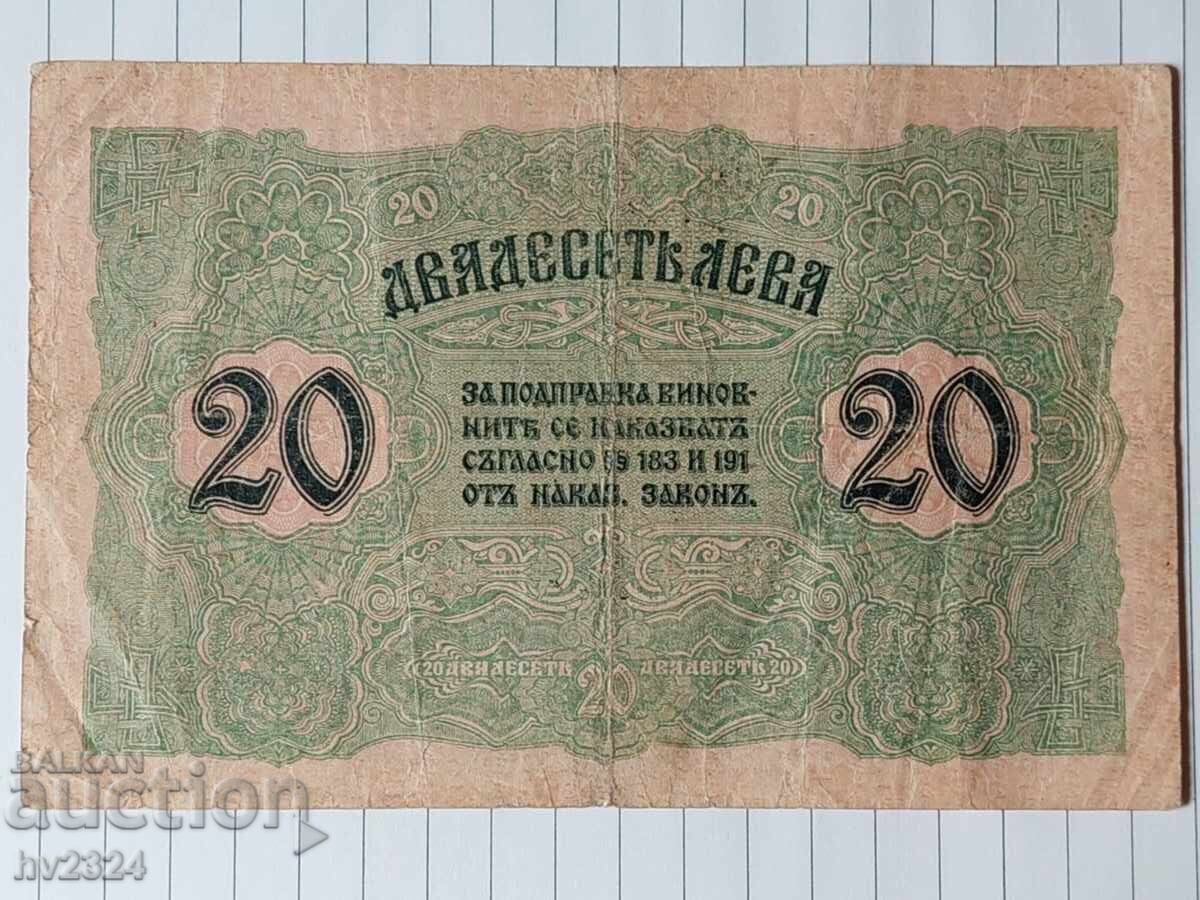 20 20
ДВАДЕСЕТЬ ЛЕВА
20 20
ЗА ПОДПРАВКА ВИНОВ-
НИТѢ СЕ НАКАЗВАТЪ
СЪГЛАСНО §§ 183 И 191
ОТЪ НАКАЗ. ЗАКОНЪ.
20 ДВАДЕСЕТЬ 20 ДВАДЕСЕТЬ 20
BALKAN
auction
hv2324